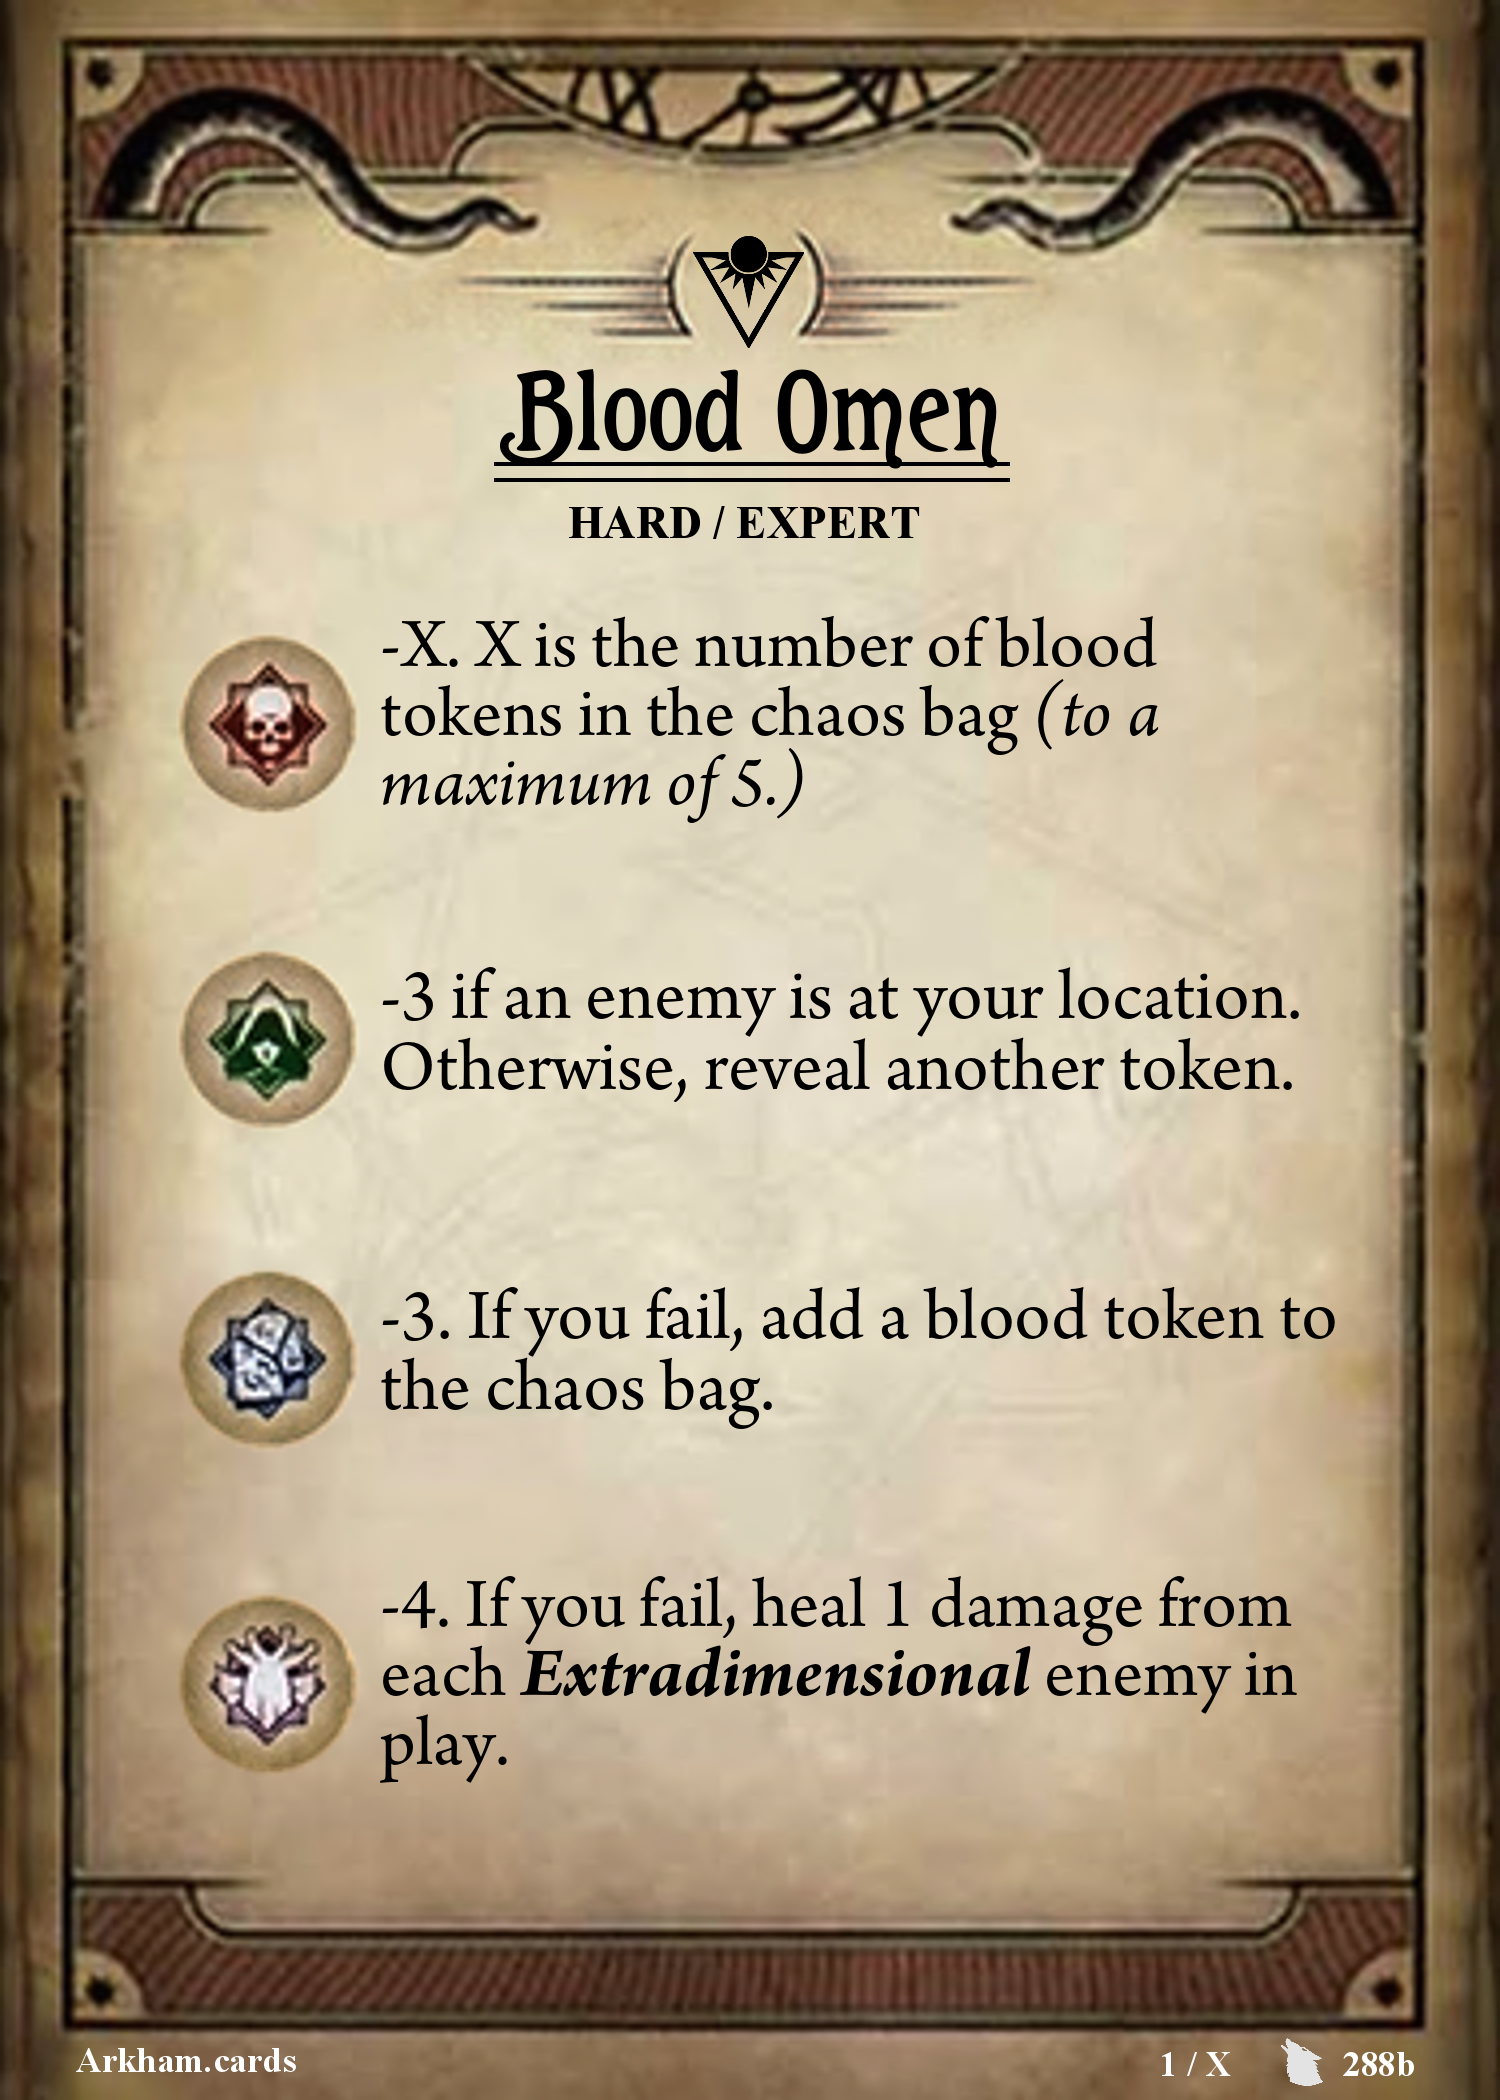 Blood Omen
HARD / EXPERT
-X. X is the number of blood
tokens in the chaos bag (to a
maximum of 5.)
-3 if an enemy is at your location.
Otherwise, reveal another token.
-3. If you fail, add a blood token to
the chaos bag.
-4. If you fail, heal 1 damage from
each Extradimensional enemy in
play.
Arkham.cards
1 / X
288b